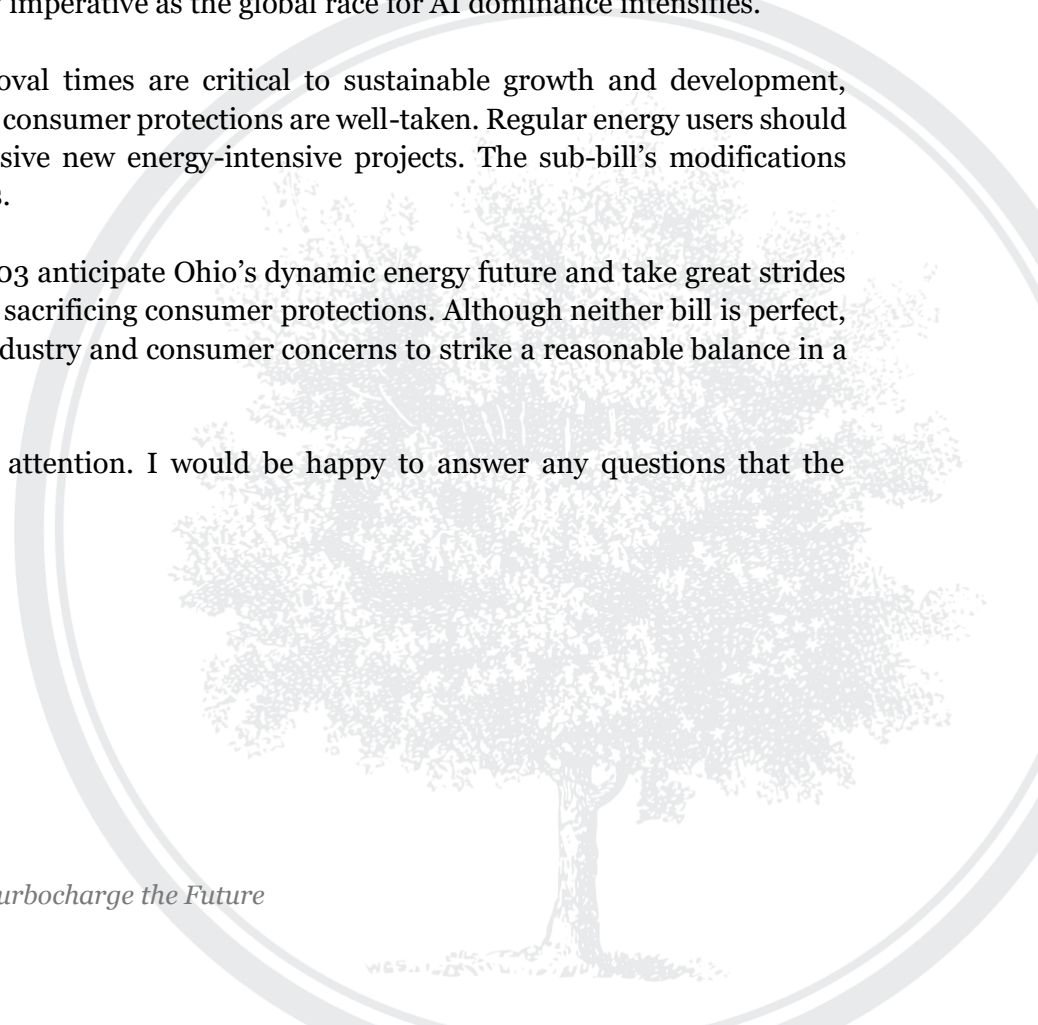 imperative as the global race for AI dominance intensifies.
oval times are critical to sustainable growth and development,
consumer protections are well-taken. Regular energy users should
sive new energy-intensive projects. The sub-bill’s modifications
s.
03 anticipate Ohio’s dynamic energy future and take great strides
sacrificing consumer protections. Although neither bill is perfect,
dustry and consumer concerns to strike a reasonable balance in a
attention. I would be happy to answer any questions that the
urbocharge the Future